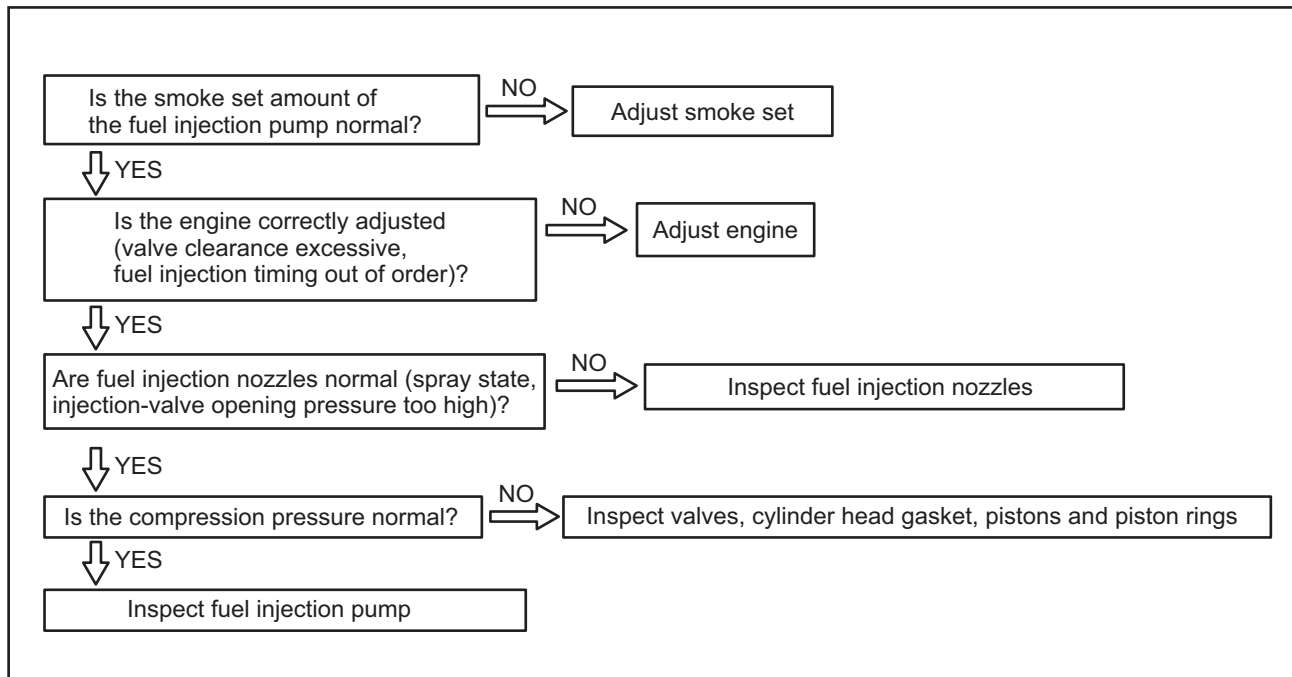 Is the smoke set amount of
the fuel injection pump normal?
NO
Adjust smoke set
YES
Is the engine correctly adjusted
(valve clearance excessive,
fuel injection timing out of order)?
NO
Adjust engine
YES
Are fuel injection nozzles normal (spray state,
injection-valve opening pressure too high)?
NO
Inspect fuel injection nozzles
YES
Is the compression pressure normal?
NO
Inspect valves, cylinder head gasket, pistons and piston rings
YES
Inspect fuel injection pump